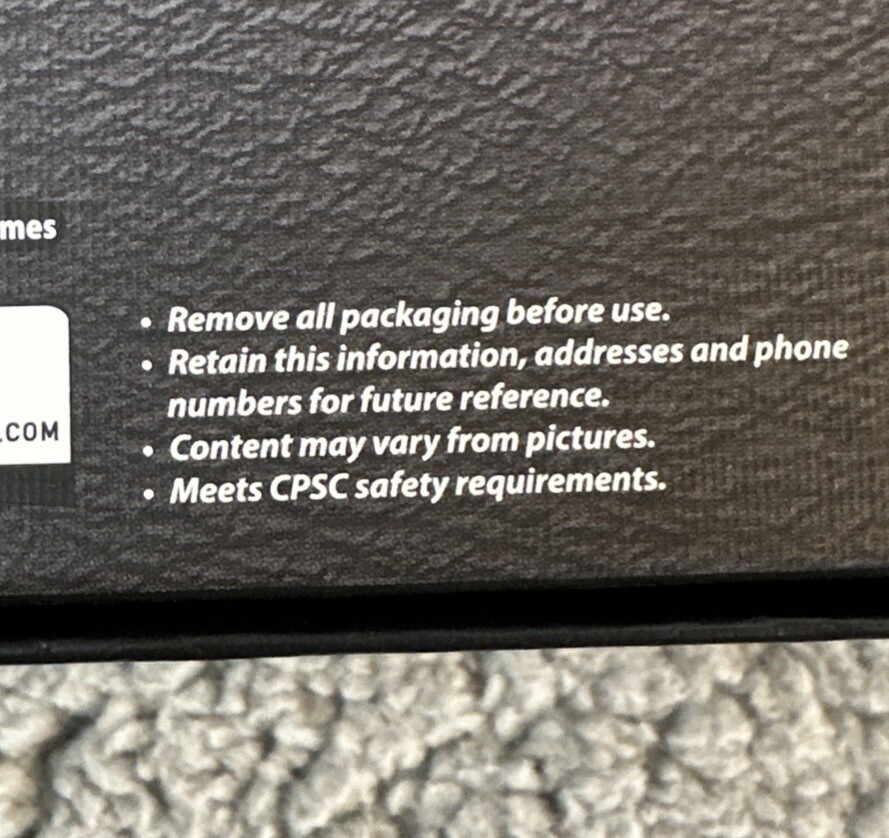 mes
.COM
• Remove all packaging before use.
• Retain this information, addresses and phone
numbers for future reference.
• Content may vary from pictures.
• Meets CPSC safety requirements.